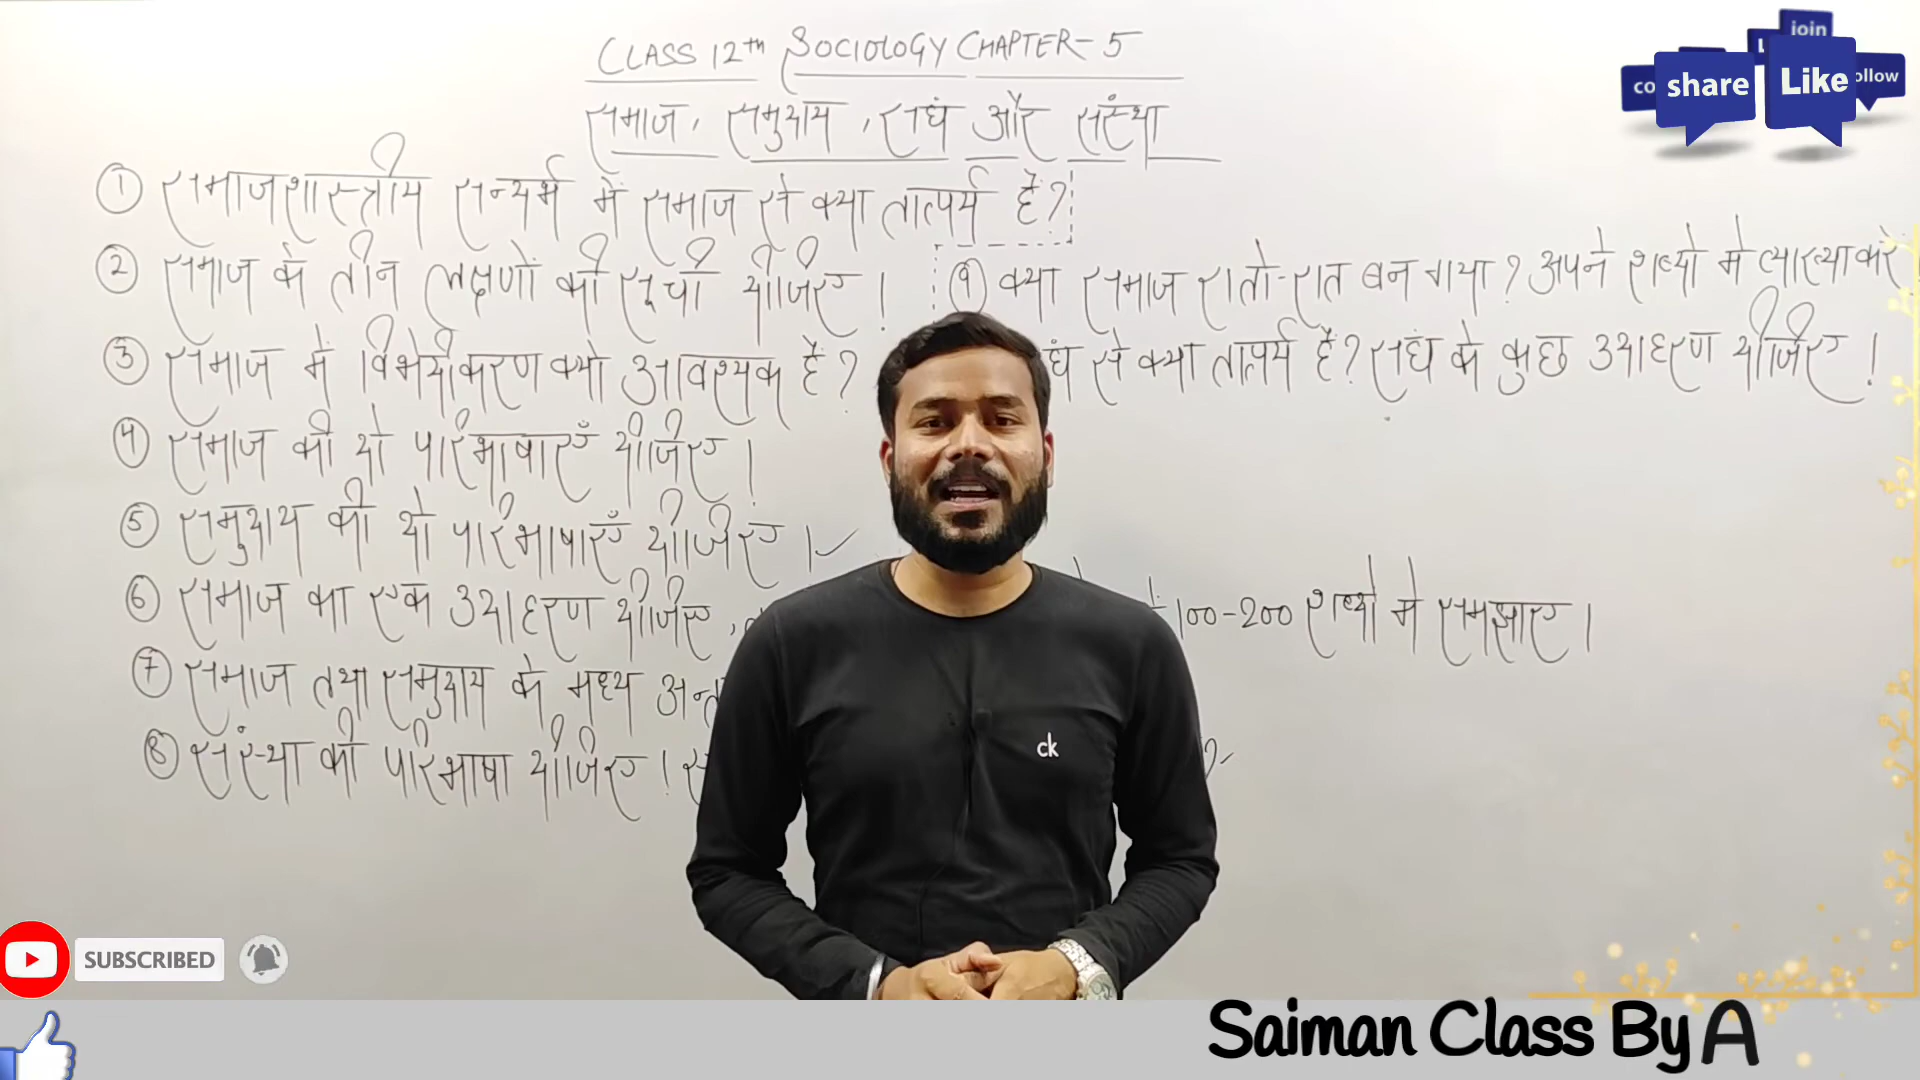 CLASS 12th SOCIOLOGY CHAPTER-5
समाज, समुदाय, संघ और संस्था
① समाजशास्त्रीय सन्दर्भ में समाज से क्या तात्पर्य है?
② समाज के तीन लक्षणों की सूची दीजिए।
③ समाज में विभेदीकरण क्यो आवश्यक है?
④ समाज की दो परिभाषाएँ दीजिए।
⑤ समुदाय की दो परिभाषाएँ दीजिए।
⑥ समाज का एक उदाहरण दीजिए,
100-200 शब्दो मे समझाए।
⑦ समाज तथा समुदाय के मध्य
⑧ संस्था की परिभाषा दीजिए।
⑨ क्या समाज रातो-रात बन गया? अपने शब्दो मे व्याख्या करे
से क्या तात्पर्य है? संघ के कुछ उदाहरण दीजिए।
join
share
Like
ck
SUBSCRIBED
Saiman Class By A